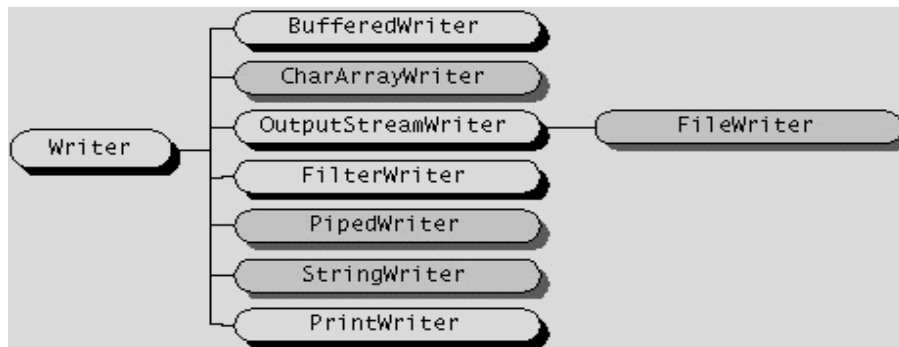 BufferedWriter
CharArrayWriter
OutputStreamWriter
FileWriter
Writer
FilterWriter
PipedWriter
StringWriter
PrintWriter